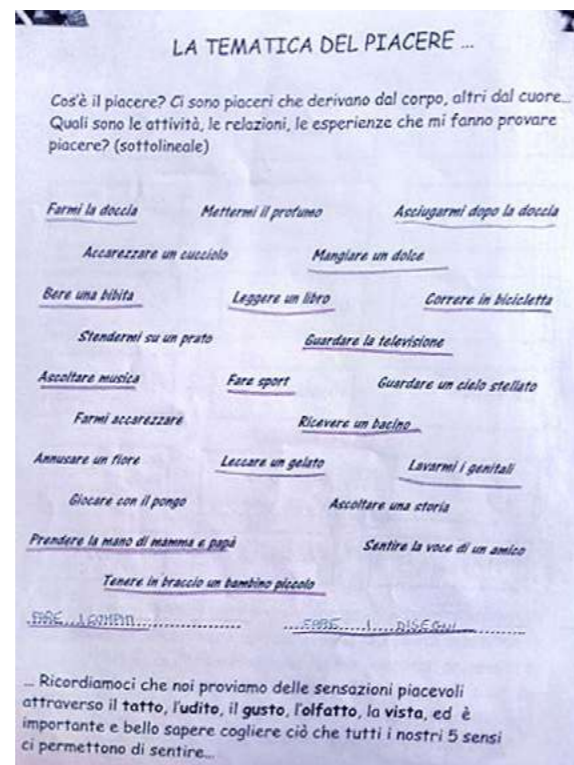 LA TEMATICA DEL PIACERE ...
Cos'è il piacere? Ci sono piaceri che derivano dal corpo, altri dal cuore...
Quali sono le attività, le relazioni, le esperienze che mi fanno provare
piacere? (sottolineale)
Farmi la doccia Mettermi il profumo Asciugarmi dopo la doccia
Accarezzare un cucciolo Mangiare un dolce
Bere una bibita Leggere un libro Correre in bicicletta
Stendermi su un prato Guardare la televisione
Ascoltare musica Fare sport Guardare un cielo stellato
Farmi accarezzare Ricevere un bacino
Annusare un fiore Leccare un gelato Lavarmi i genitali
Giocare con il pongo Ascoltare una storia
Prendere la mano di mamma e papà Sentire la voce di un amico
Tenere in braccio un bambino piccolo
FARE I COMPITI FARE I DISEGNI
... Ricordiamoci che noi proviamo delle sensazioni piacevoli
attraverso il tatto, l'udito, il gusto, l'olfatto, la vista, ed è
importante e bello sapere cogliere ciò che tutti i nostri 5 sensi
ci permettono di sentire...